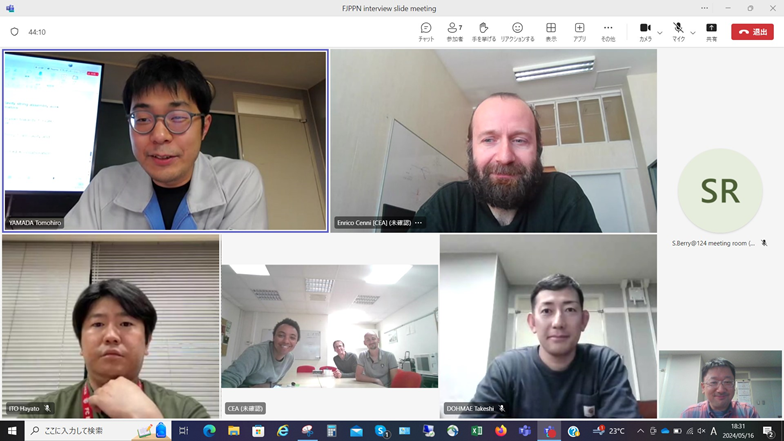 FJPPN interview slide meeting
44:10
チャット
7
参加者
手を挙げる
リアクションする
表示
アプリ
その他
カメラ
マイク
共有
退出
YAMADA Tomohiro
Enrico Cenni [CEA] (未確認)
SR
S.Berry@124 meeting room (...
ITO Hayato
CEA (未確認)
DOHMAE Takeshi
ここに入力して検索
23°C
A
18:31
2024/05/16